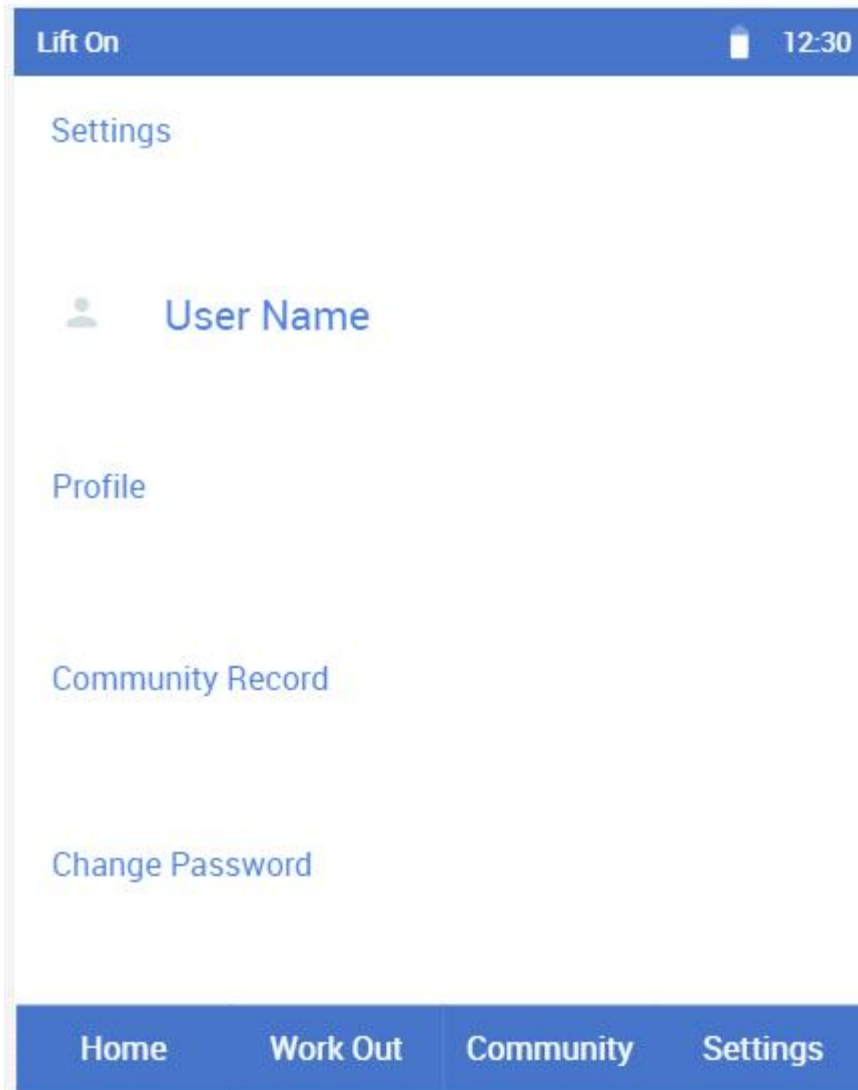 Lift On 12:30
Settings
User Name
Profile
Community Record
Change Password
Home Work Out Community Settings